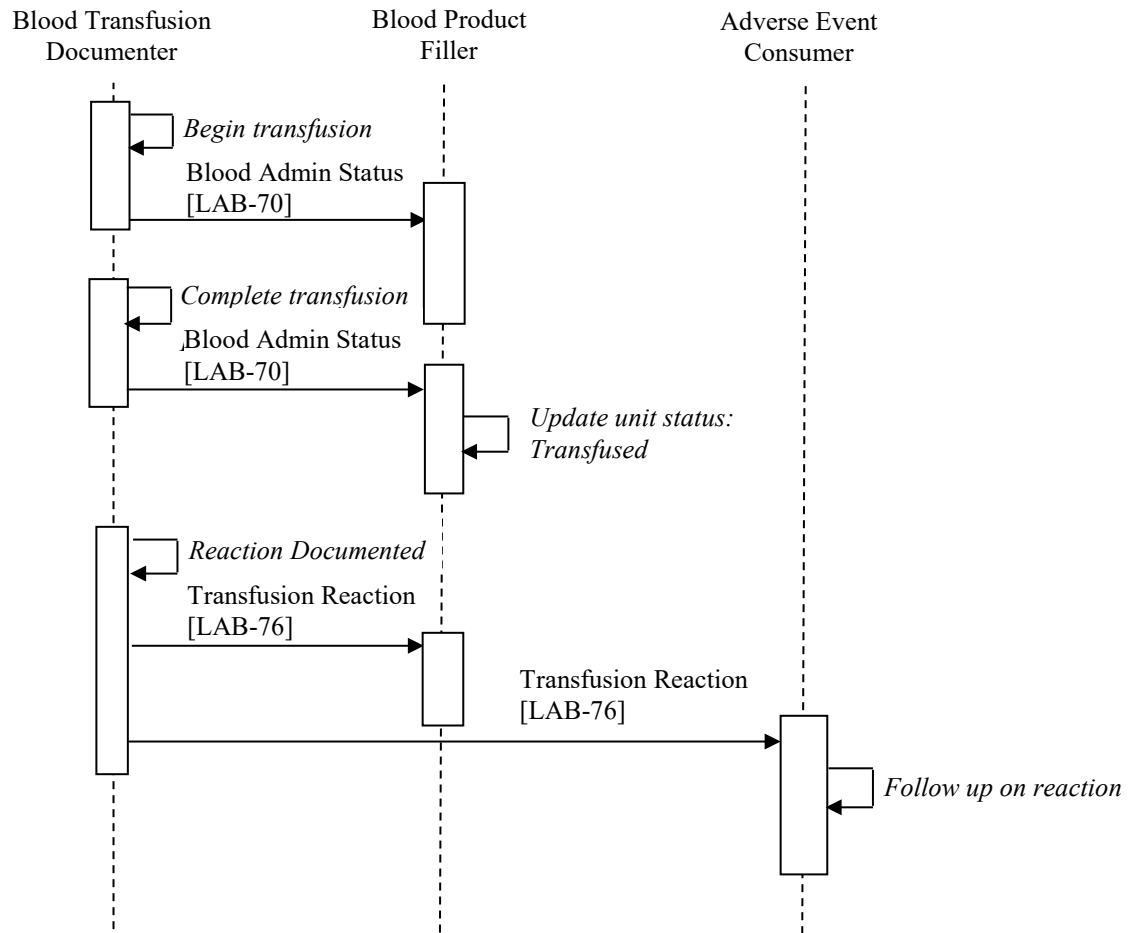 Blood Transfusion
Documenter
Blood Product
Filler
Adverse Event
Consumer
Begin transfusion
Blood Admin Status
[LAB-70]
Complete transfusion
Blood Admin Status
[LAB-70]
Update unit status:
Transfused
Reaction Documented
Transfusion Reaction
[LAB-76]
Transfusion Reaction
[LAB-76]
Follow up on reaction